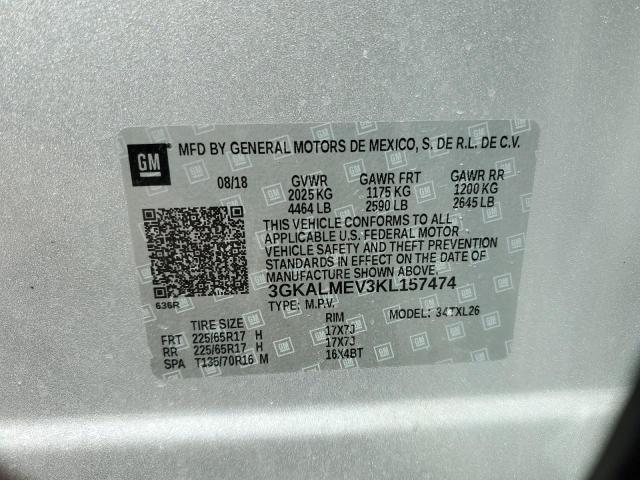 GM MFD BY GENERAL MOTORS DE MEXICO, S. DE R.L. DE C.V.
08/18 GVWR GAWR FRT GAWR RR
2025 KG 1175 KG 1200 KG
4464 LB 2590 LB 2645 LB
THIS VEHICLE CONFORMS TO ALL
APPLICABLE U.S. FEDERAL MOTOR
VEHICLE SAFETY AND THEFT PREVENTION
STANDARDS IN EFFECT ON THE DATE OF
MANUFACTURE SHOWN ABOVE.
636R 3GKALMEV3KL157474
TYPE: M.P.V. MODEL: 34TXL26
TIRE SIZE RIM
FRT 225/65R17 H 17X7J
RR 225/65R17 H 17X7J
SPA T135/70R16 M 16X4BT